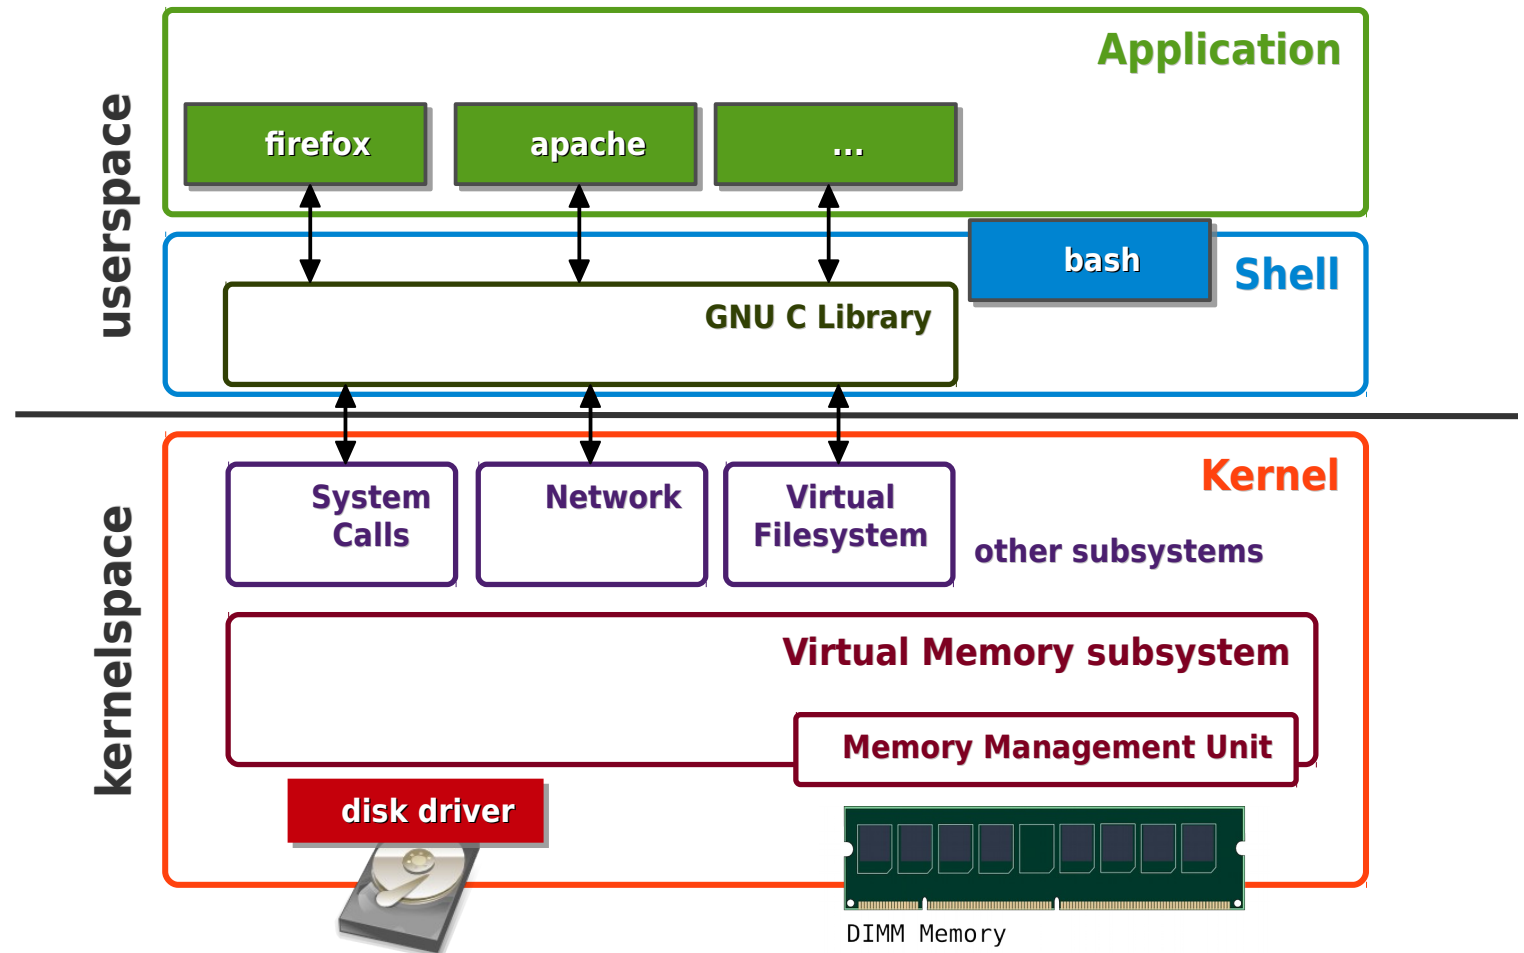 Application
userspace
firefox
apache
...
bash
Shell
GNU C Library
Kernel
kernelspace
System
Calls
Network
Virtual
Filesystem
other subsystems
Virtual Memory subsystem
Memory Management Unit
disk driver
DIMM Memory